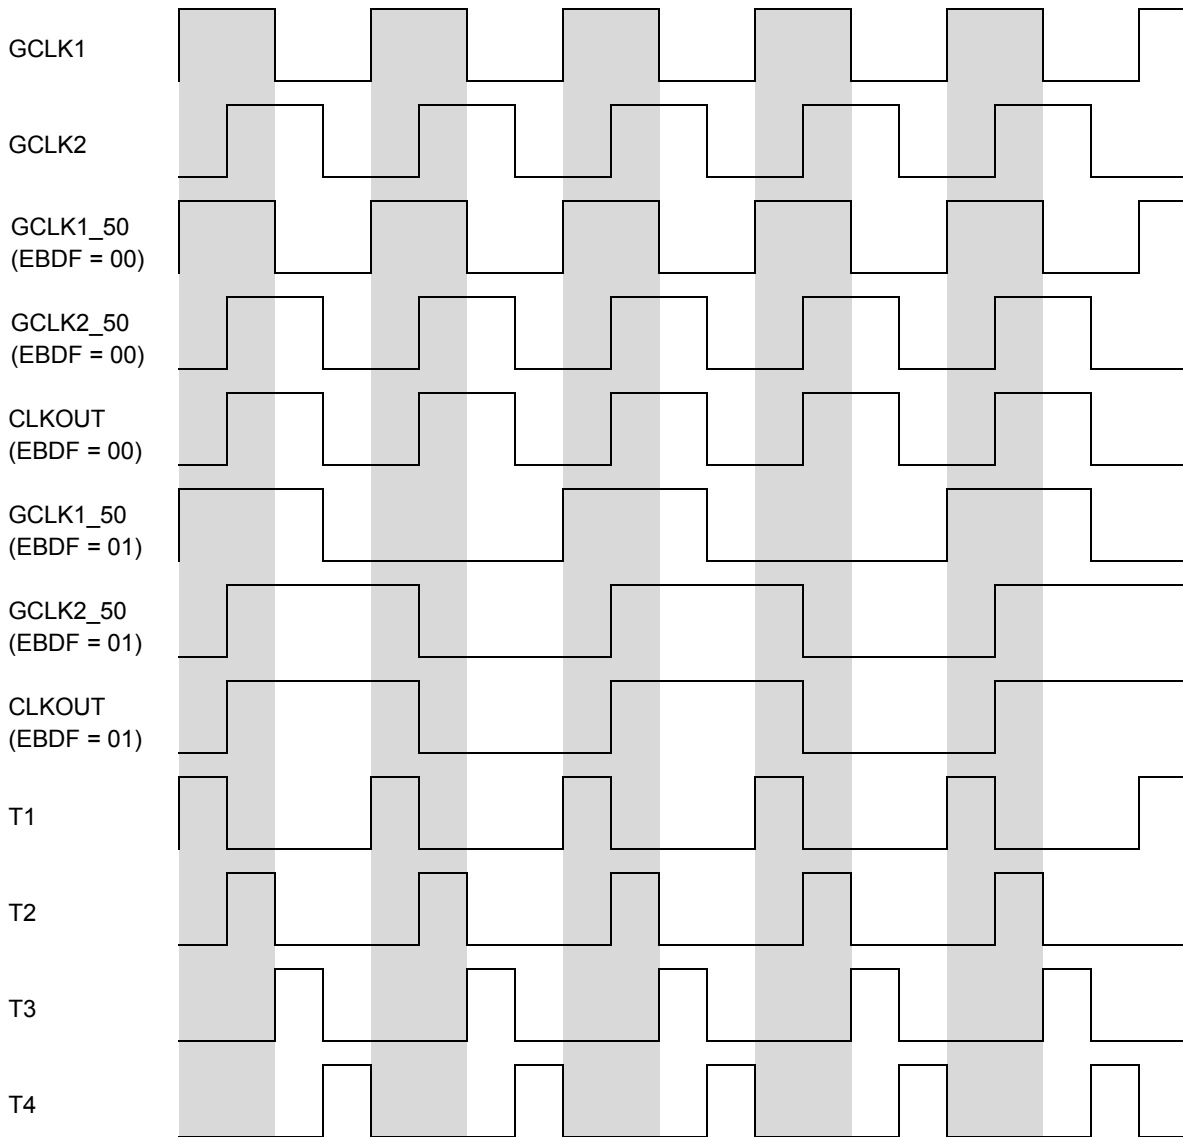 GCLK1
GCLK2
GCLK1_50
(EBDF = 00)
GCLK2_50
(EBDF = 00)
CLKOUT
(EBDF = 00)
GCLK1_50
(EBDF = 01)
GCLK2_50
(EBDF = 01)
CLKOUT
(EBDF = 01)
T1
T2
T3
T4